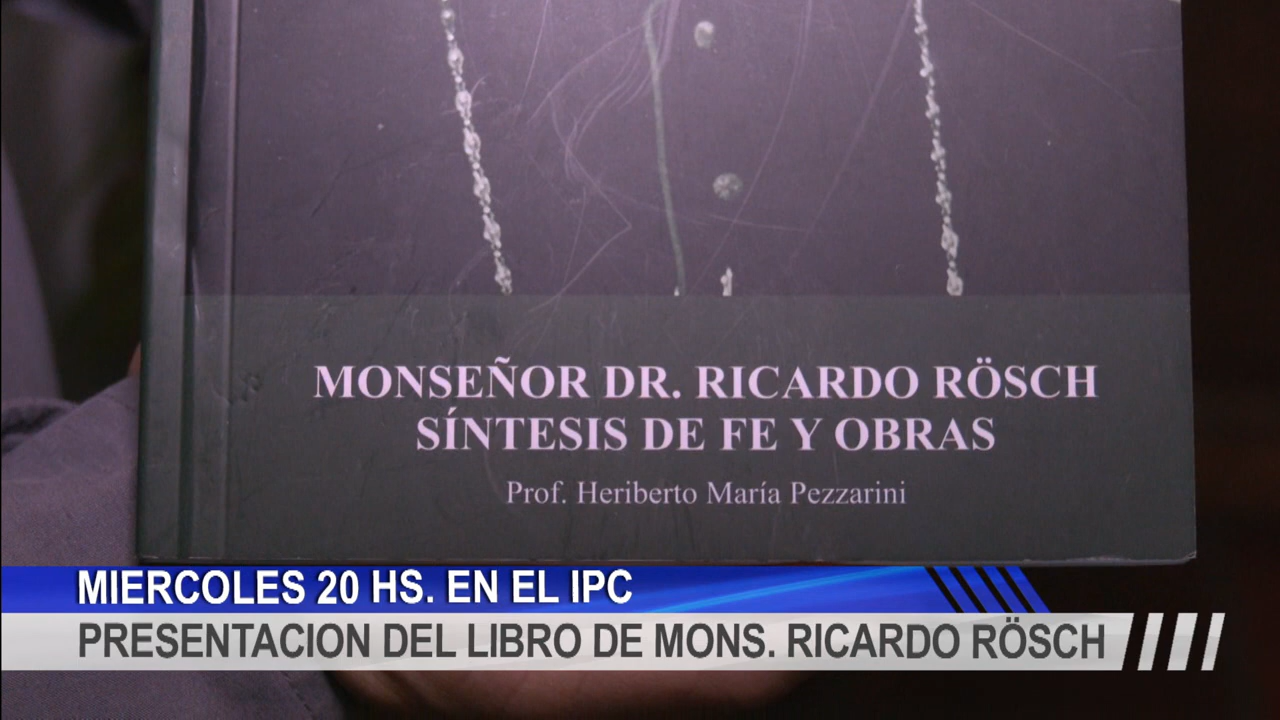 MONSEÑOR DR. RICARDO RÖSCH
SÍNTESIS DE FE Y OBRAS
Prof. Heriberto María Pezzarini
MIERCOLES 20 HS. EN EL IPC
PRESENTACION DEL LIBRO DE MONS. RICARDO RÖSCH